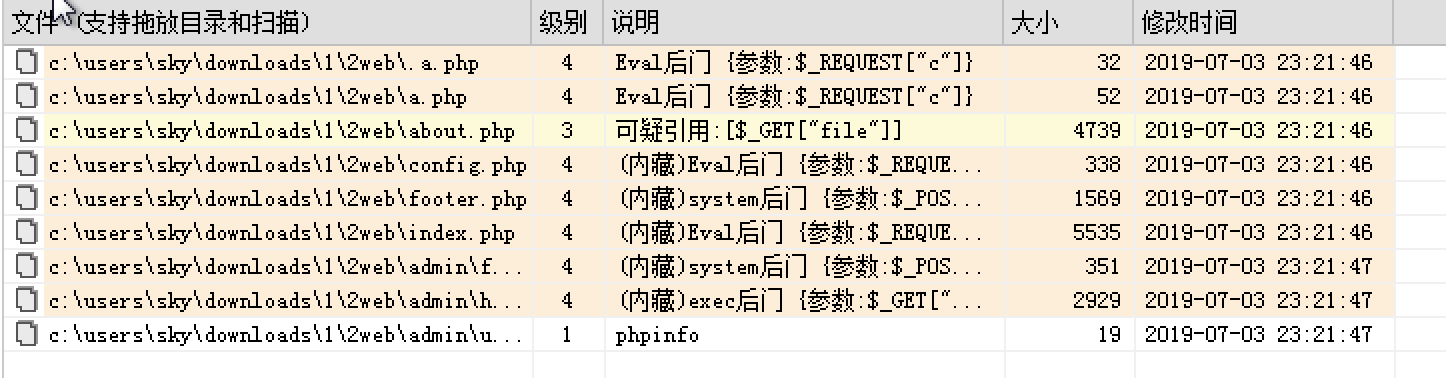 文件 (支持拖放目录和扫描) 级别 说明 大小 修改时间
c:\users\sky\downloads\1\2web\.a.php 4 Eval后门 {参数:$_REQUEST["c"]} 32 2019-07-03 23:21:46
c:\users\sky\downloads\1\2web\a.php 4 Eval后门 {参数:$_REQUEST["c"]} 52 2019-07-03 23:21:46
c:\users\sky\downloads\1\2web\about.php 3 可疑引用:[$_GET["file"]] 4739 2019-07-03 23:21:46
c:\users\sky\downloads\1\2web\config.php 4 (内藏)Eval后门 {参数:$_REQUE... 338 2019-07-03 23:21:46
c:\users\sky\downloads\1\2web\footer.php 4 (内藏)system后门 {参数:$_POS... 1569 2019-07-03 23:21:46
c:\users\sky\downloads\1\2web\index.php 4 (内藏)Eval后门 {参数:$_REQUE... 5535 2019-07-03 23:21:46
c:\users\sky\downloads\1\2web\admin\f... 4 (内藏)system后门 {参数:$_POS... 351 2019-07-03 23:21:47
c:\users\sky\downloads\1\2web\admin\h... 4 (内藏)exec后门 {参数:$_GET["... 2929 2019-07-03 23:21:47
c:\users\sky\downloads\1\2web\admin\u... 1 phpinfo 19 2019-07-03 23:21:47